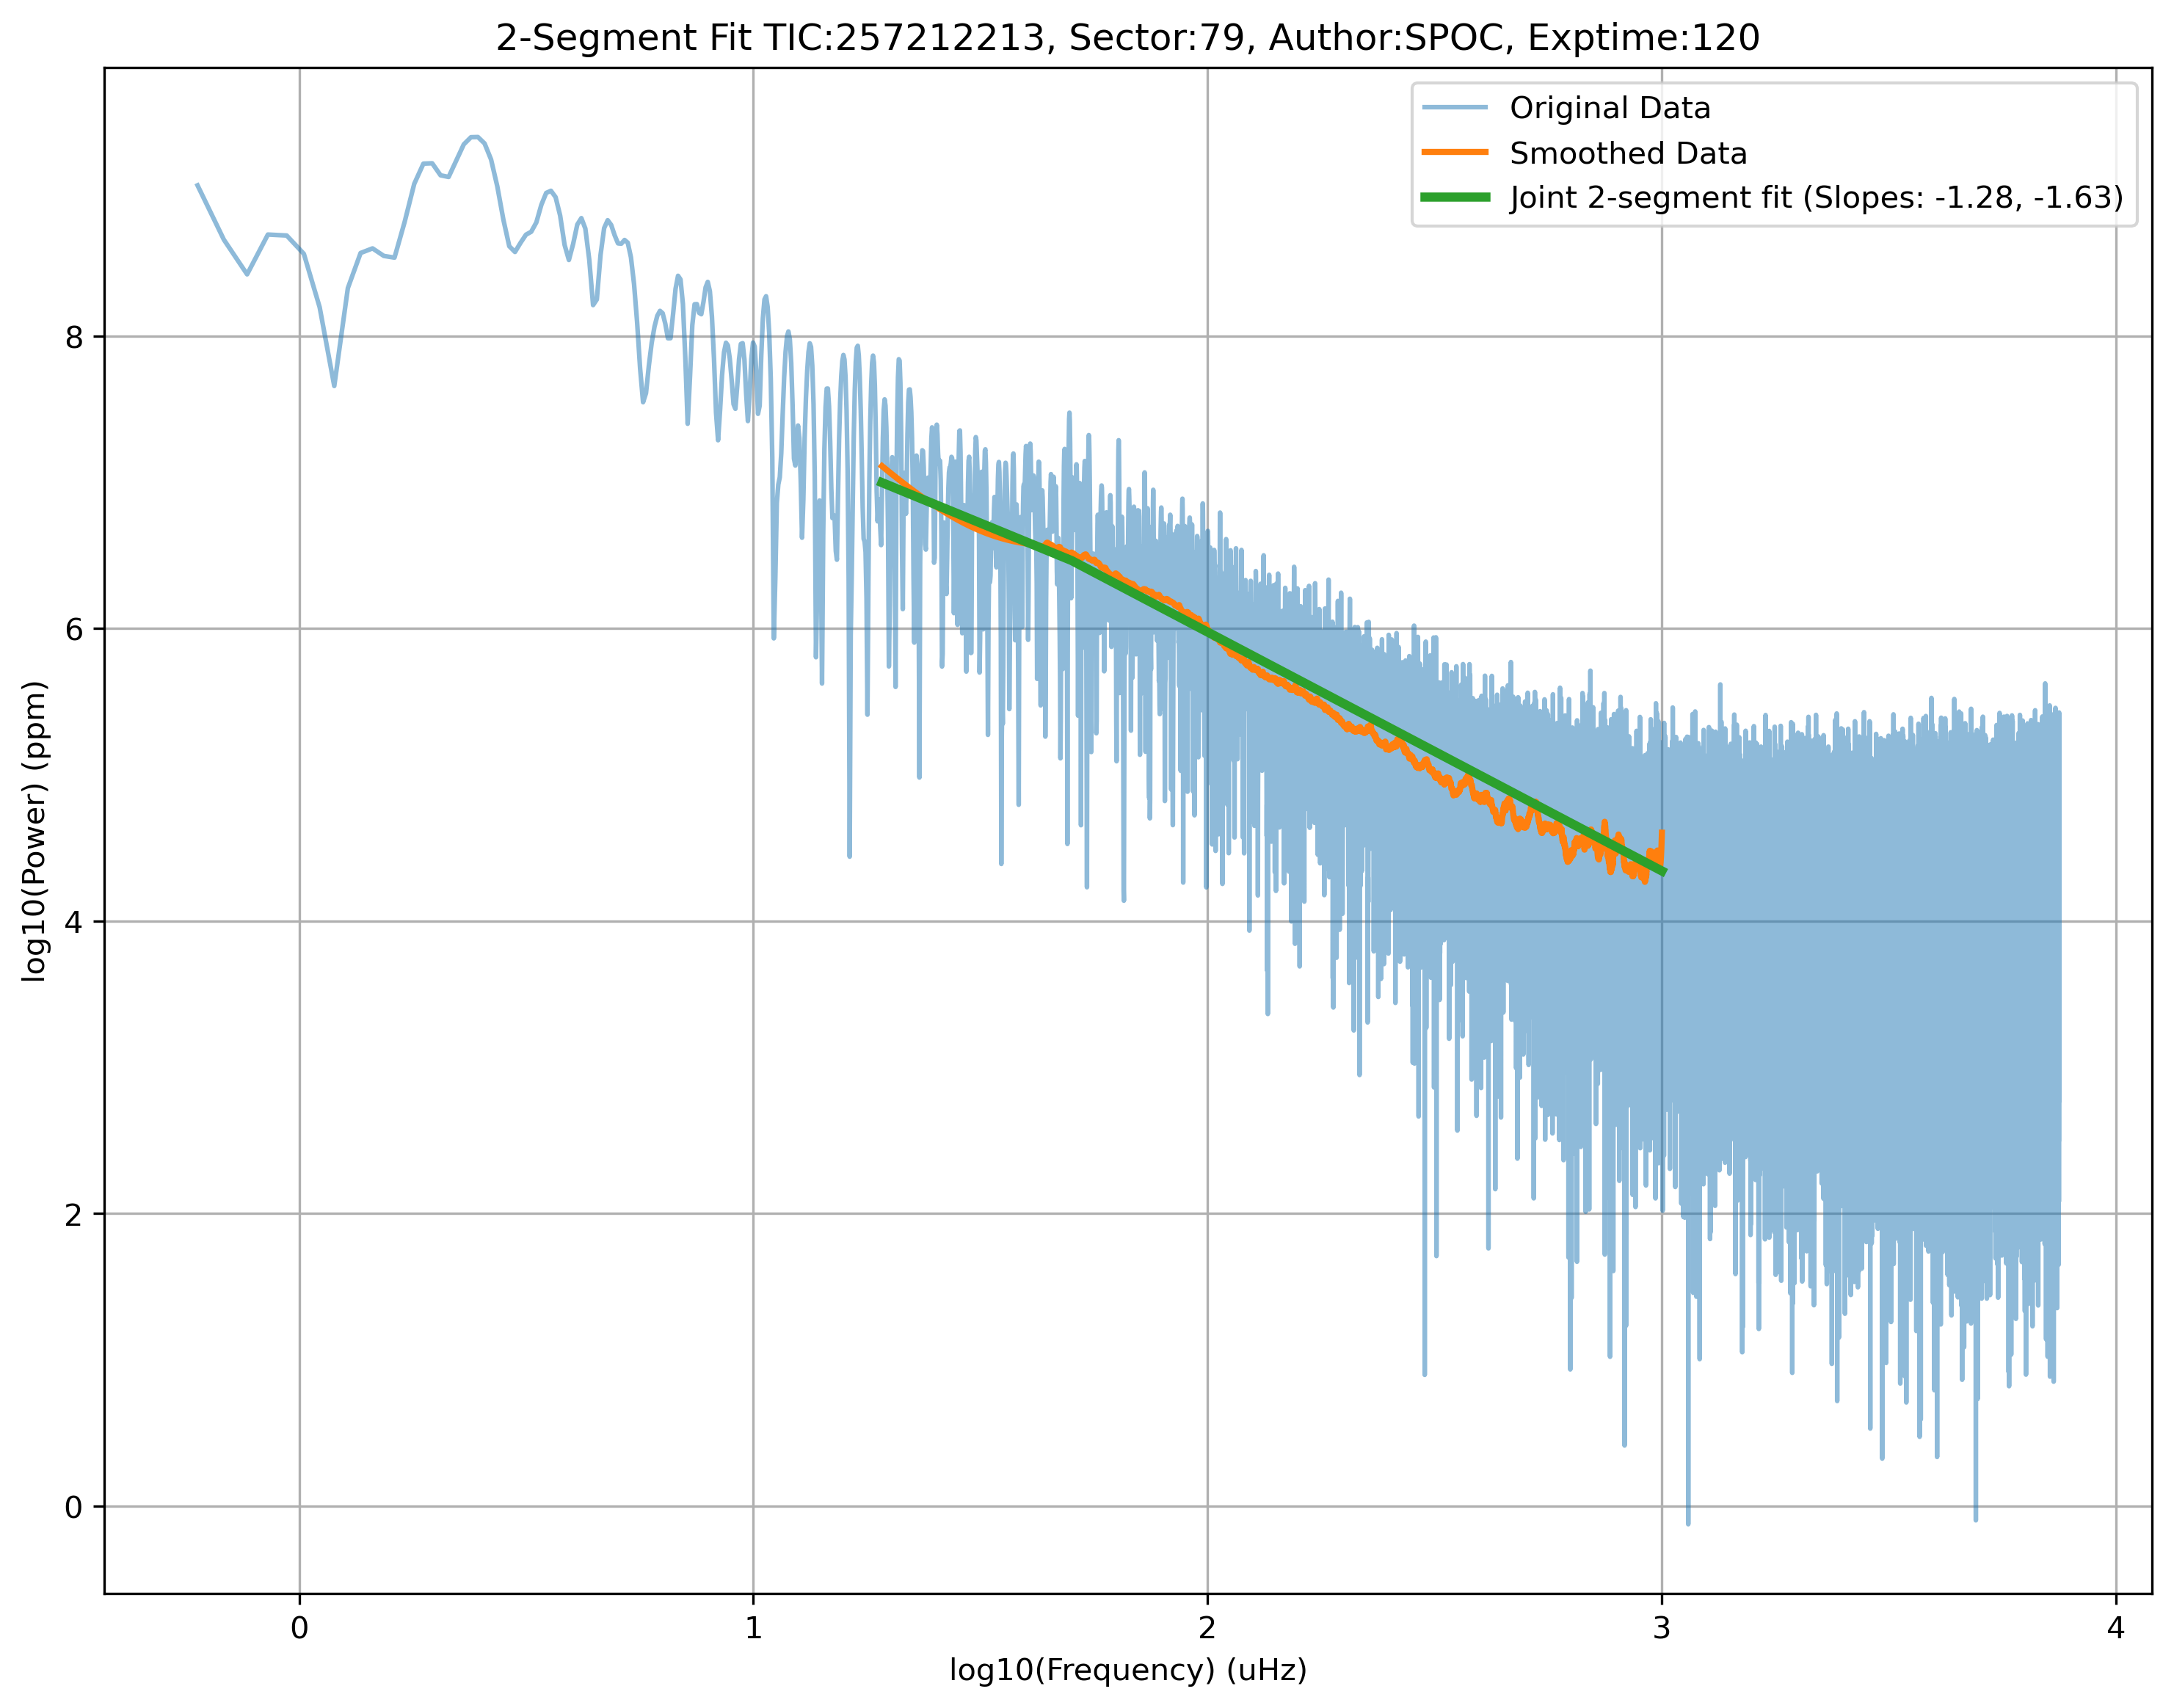 2-Segment Fit TIC:257212213, Sector:79, Author:SPOC, Exptime:120
Original Data
Smoothed Data
Joint 2-segment fit (Slopes: -1.28, -1.63)
log10(Power) (ppm)
8
6
4
2
0
0 1 2 3 4
log10(Frequency) (uHz)